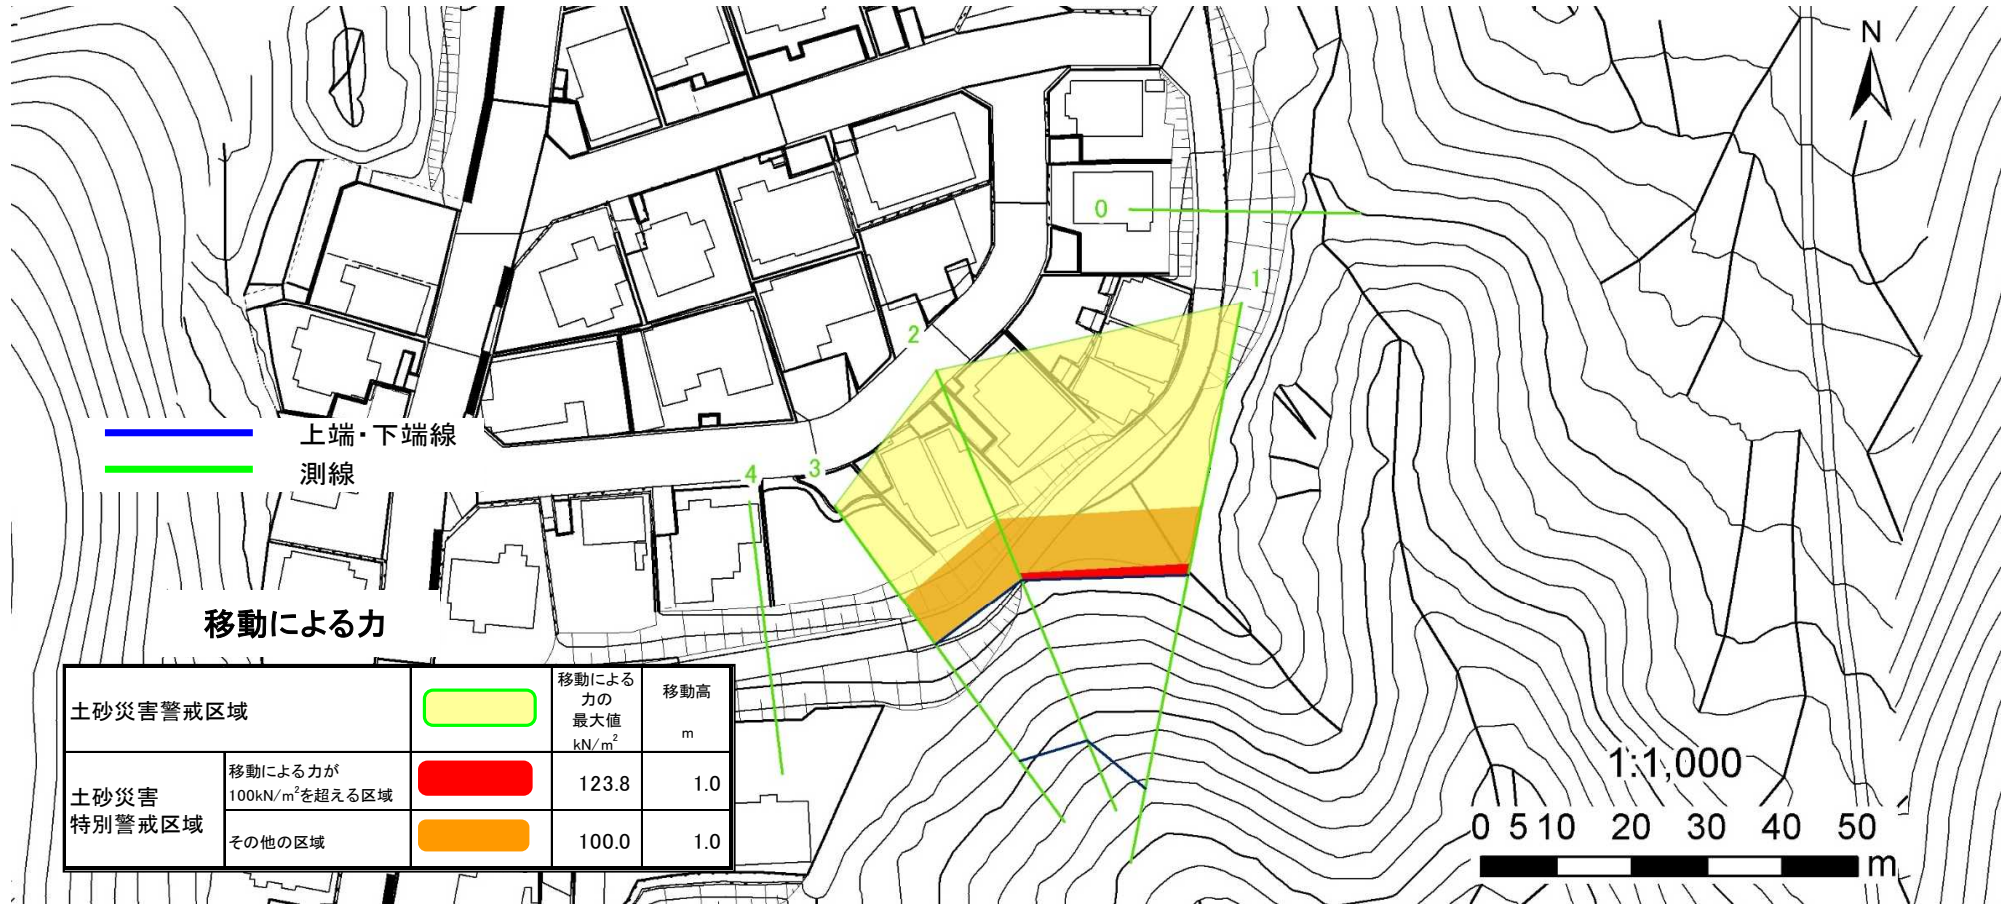 N
0
1
2
3
4
上端・下端線
測線
移動による力
土砂災害警戒区域
移動による
力の
最大値
kN/m²
移動高
m
土砂災害
特別警戒区域
移動による力が
100kN/m²を超える区域
123.8
1.0
その他の区域
100.0
1.0
1:1,000
0 5 10 20 30 40 50
m